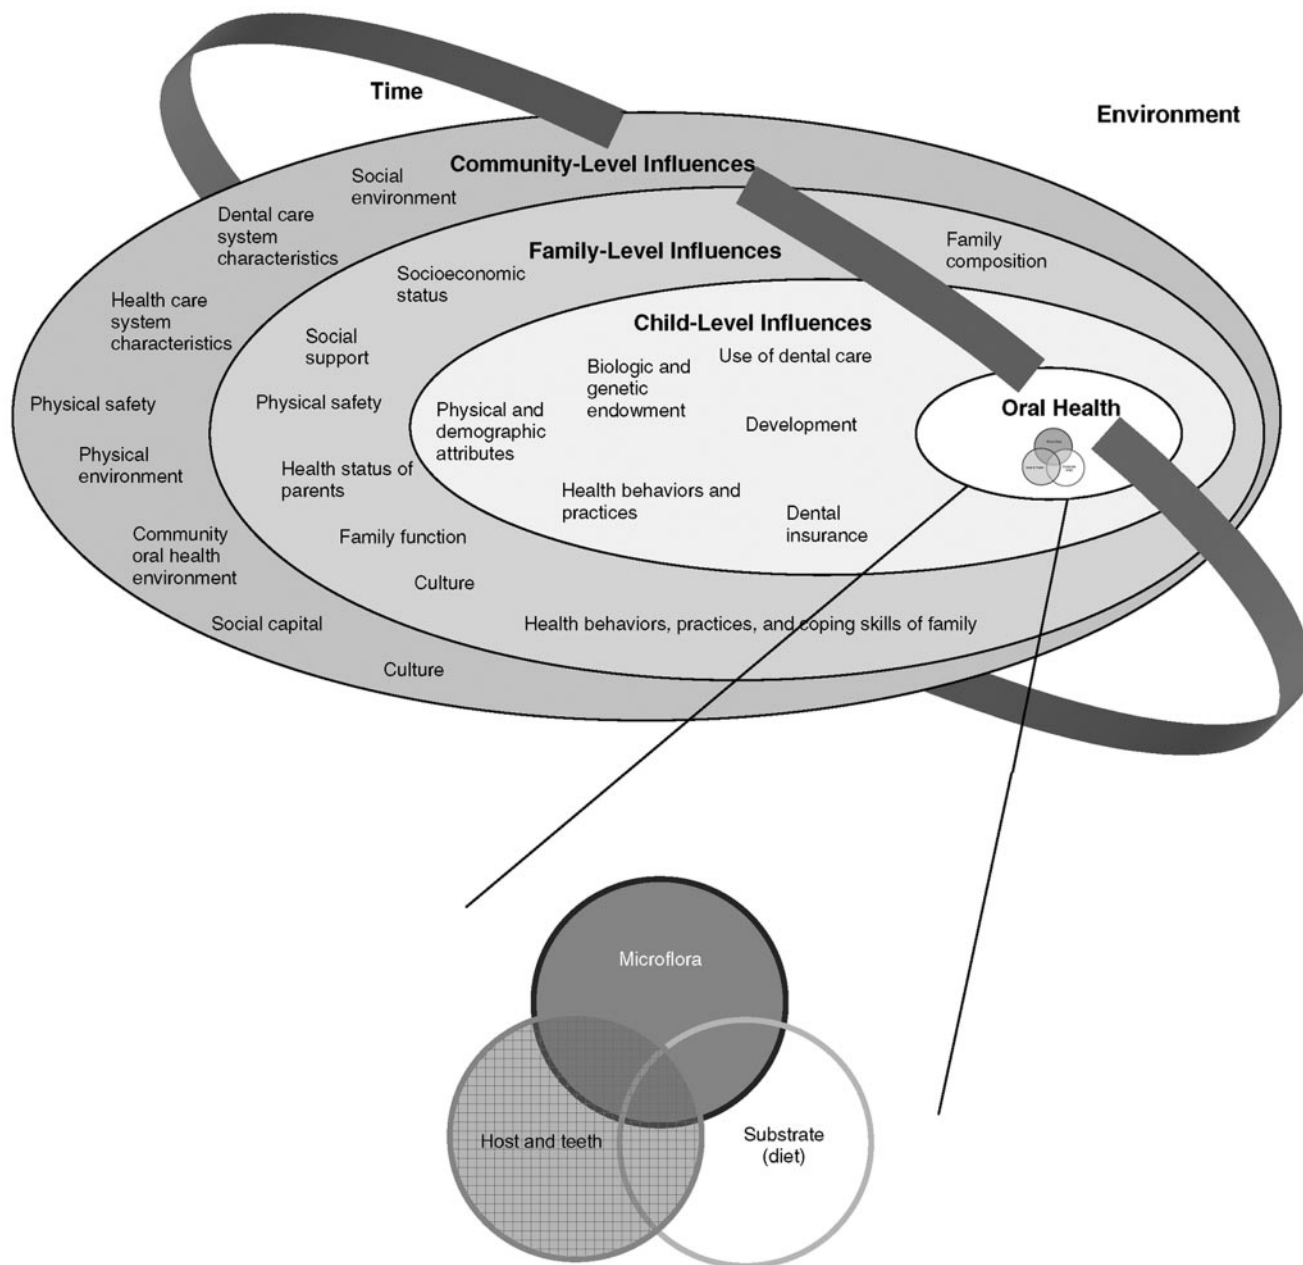 Time
Environment
Community-Level Influences
Social
environment
Dental care
system
characteristics
Health care
system
characteristics
Physical safety
Physical
environment
Community
oral health
environment
Social capital
Culture
Family-Level Influences
Family
composition
Socioeconomic
status
Social
support
Physical safety
Health status of
parents
Family function
Culture
Health behaviors, practices, and coping skills of family
Child-Level Influences
Use of dental care
Biologic and
genetic
endowment
Physical and
demographic
attributes
Development
Health behaviors and
practices
Dental
insurance
Oral Health
Microflora
Host and teeth
Substrate
(diet)